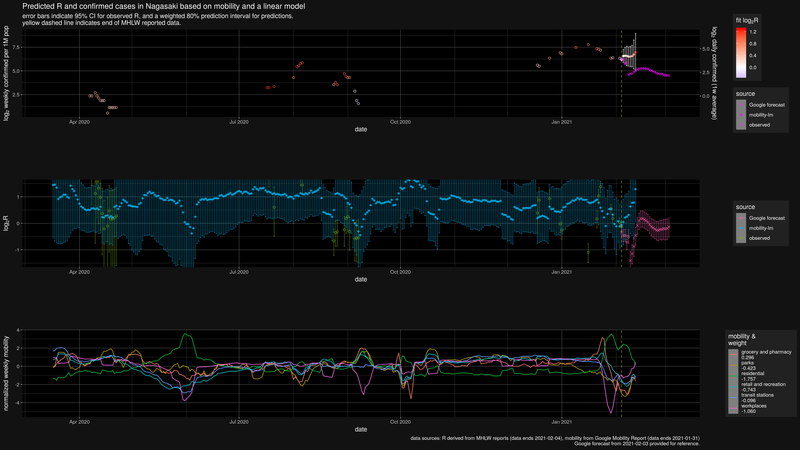 Predicted R and confirmed cases in Nagasaki based on mobility and a linear model
error bars indicate 95% CI for observed R, and a weighted 80% prediction interval for predictions.
yellow dashed line indicates end of MHLW reported data.
log₂ weekly confirmed per 1M pop
7.5
5.0
2.5
log₂ daily confirmed (1w average)
5.0
2.5
0.0
Apr 2020
Jul 2020
Oct 2020
Jan 2021
date
fit log₂R
1.2
0.8
0.4
0.0
source
Google forecast
mobility-lm
observed
log₂R
1
0
-1
Apr 2020
Jul 2020
Oct 2020
Jan 2021
date
source
Google forecast
mobility-lm
observed
normalized weekly mobility
4
2
0
-2
-4
Apr 2020
Jul 2020
Oct 2020
Jan 2021
date
mobility &
weight
grocery and pharmacy
0.296
parks
-0.423
residential
-1.757
retail and recreation
-0.743
transit stations
-0.096
workplaces
-1.060
data sources: R derived from MHLW reports (data ends 2021-02-04), mobility from Google Mobility Report (data ends 2021-01-31)
Google forecast from 2021-02-03 provided for reference.